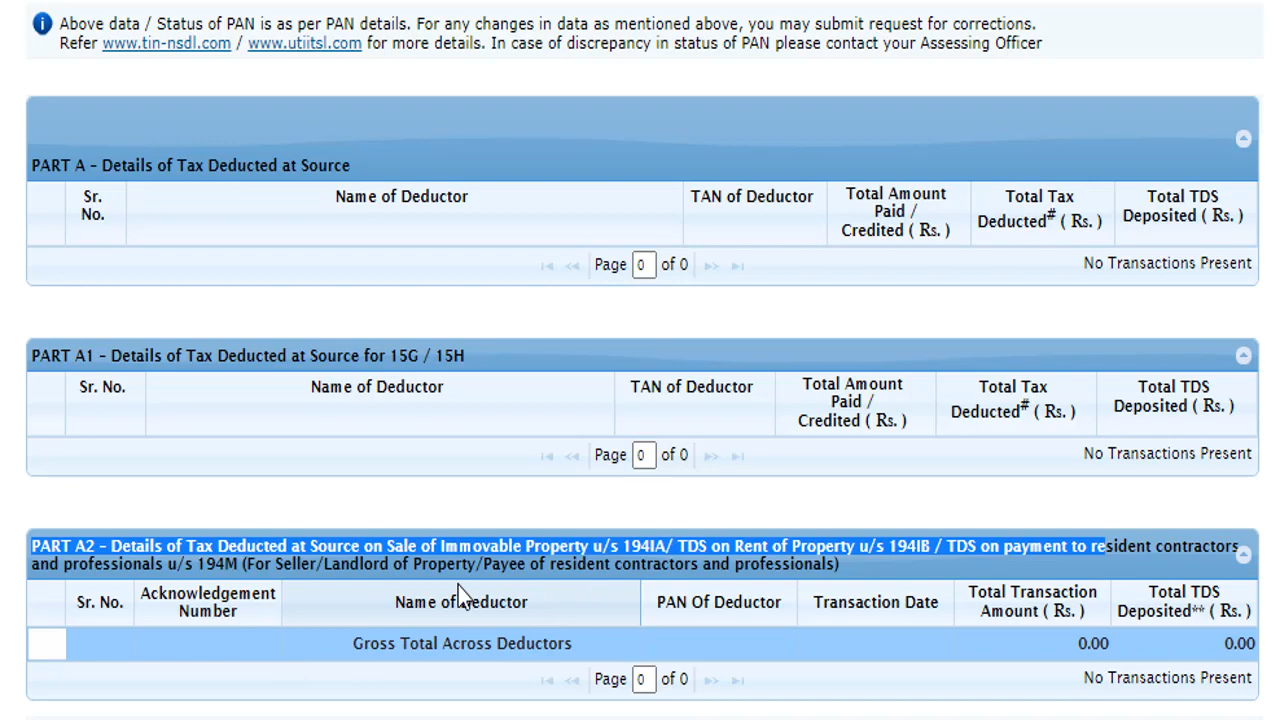 Above data / Status of PAN is as per PAN details. For any changes in data as mentioned above, you may submit request for corrections.
Refer www.tin-nsdl.com / www.utiitsl.com for more details. In case of discrepancy in status of PAN please contact your Assessing Officer
PART A - Details of Tax Deducted at Source
Sr. No. Name of Deductor TAN of Deductor Total Amount Paid / Credited ( Rs. ) Total Tax Deducted# ( Rs. ) Total TDS Deposited ( Rs. )
Page 0 of 0 No Transactions Present
PART A1 - Details of Tax Deducted at Source for 15G / 15H
Sr. No. Name of Deductor TAN of Deductor Total Amount Paid / Credited ( Rs. ) Total Tax Deducted# ( Rs. ) Total TDS Deposited ( Rs. )
Page 0 of 0 No Transactions Present
PART A2 - Details of Tax Deducted at Source on Sale of Immovable Property u/s 194IA/ TDS on Rent of Property u/s 194IB / TDS on payment to resident contractors
and professionals u/s 194M (For Seller/Landlord of Property/Payee of resident contractors and professionals)
Sr. No. Acknowledgement Number Name of Deductor PAN Of Deductor Transaction Date Total Transaction Amount ( Rs. ) Total TDS Deposited** ( Rs. )
Gross Total Across Deductors 0.00 0.00
Page 0 of 0 No Transactions Present